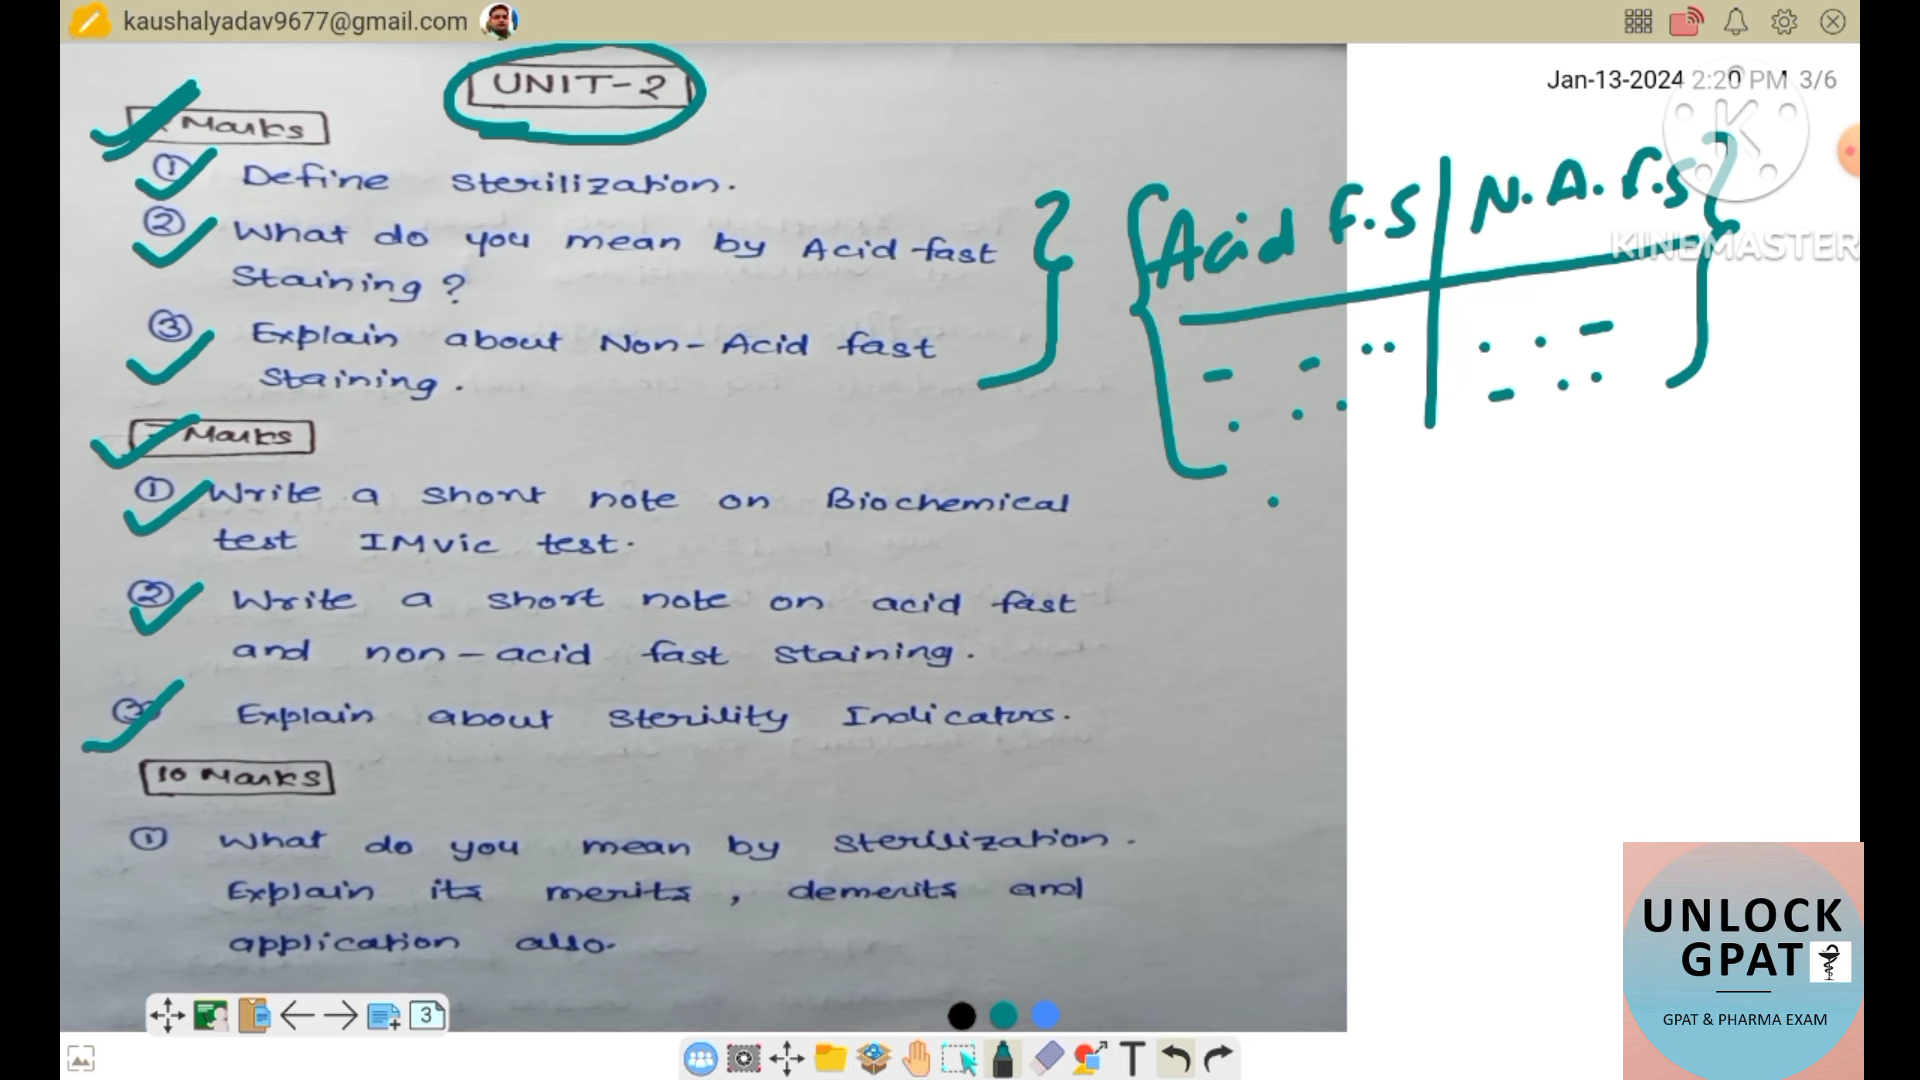 kaushalyadav9677@gmail.com
UNIT-2
Jan-13-2024 2:20 PM 3/6
Marks
① Define Sterilization.
② What do you mean by Acid fast
Staining?
③ Explain about Non-Acid fast
Staining.
Acid F.S N.A.F.S
KINEMASTER
Marks
① Write a short note on Biochemical
test IMvic test.
② Write a short note on acid fast
and non-acid fast staining.
③ Explain about Sterility Indicators.
10 Marks
① What do you mean by Sterilization.
Explain its merits, demerits and
application also.
3
T
UNLOCK
GPAT
GPAT & PHARMA EXAM